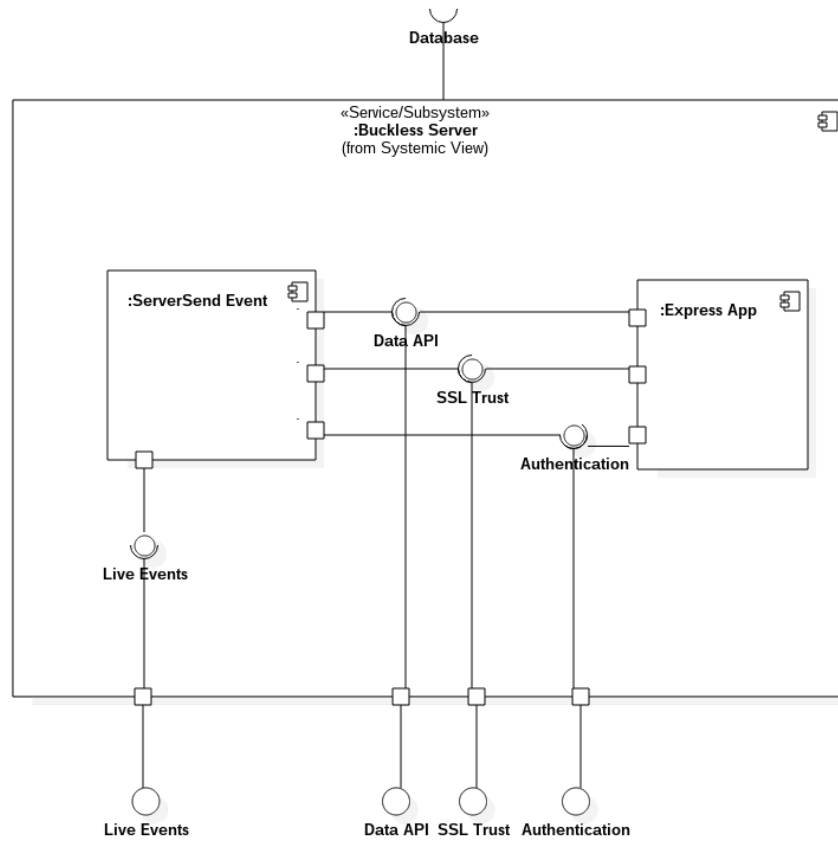 Database
«Service/Subsystem»
:Buckless Server
(from Systemic View)
:ServerSend Event
:Express App
Data API
SSL Trust
Authentication
Live Events
Live Events
Data API
SSL Trust
Authentication